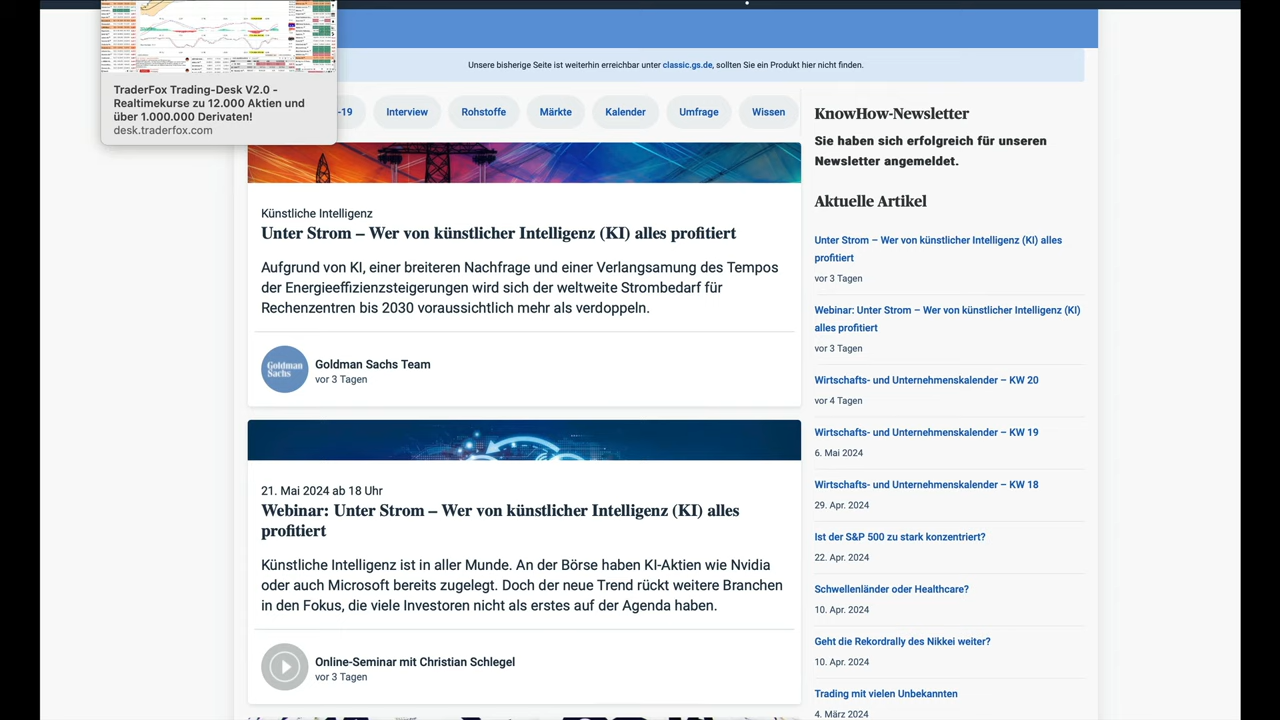 TraderFox Trading-Desk V2.0 -
Realtimekurse zu 12.000 Aktien und
über 1.000.000 Derivaten!
desk.traderfox.com
Unsere bisherige Seite ist weiterhin erreichbar unter classic.gs.de, sollten Sie ein Produkt hier nicht finden.
-19
Interview
Rohstoffe
Märkte
Kalender
Umfrage
Wissen
Künstliche Intelligenz
Unter Strom – Wer von künstlicher Intelligenz (KI) alles profitiert
Aufgrund von KI, einer breiteren Nachfrage und einer Verlangsamung des Tempos
der Energieeffizienzsteigerungen wird sich der weltweite Strombedarf für
Rechenzentren bis 2030 voraussichtlich mehr als verdoppeln.
Goldman
Sachs
Goldman Sachs Team
vor 3 Tagen
21. Mai 2024 ab 18 Uhr
Webinar: Unter Strom – Wer von künstlicher Intelligenz (KI) alles
profitiert
Künstliche Intelligenz ist in aller Munde. An der Börse haben KI-Aktien wie Nvidia
oder auch Microsoft bereits zugelegt. Doch der neue Trend rückt weitere Branchen
in den Fokus, die viele Investoren nicht als erstes auf der Agenda haben.
Online-Seminar mit Christian Schlegel
vor 3 Tagen
KnowHow-Newsletter
Sie haben sich erfolgreich für unseren
Newsletter angemeldet.
Aktuelle Artikel
Unter Strom – Wer von künstlicher Intelligenz (KI) alles
profitiert
vor 3 Tagen
Webinar: Unter Strom – Wer von künstlicher Intelligenz (KI)
alles profitiert
vor 3 Tagen
Wirtschafts- und Unternehmenskalender – KW 20
vor 4 Tagen
Wirtschafts- und Unternehmenskalender – KW 19
6. Mai 2024
Wirtschafts- und Unternehmenskalender – KW 18
29. Apr. 2024
Ist der S&P 500 zu stark konzentriert?
22. Apr. 2024
Schwellenländer oder Healthcare?
10. Apr. 2024
Geht die Rekordrally des Nikkei weiter?
10. Apr. 2024
Trading mit vielen Unbekannten
4. März 2024